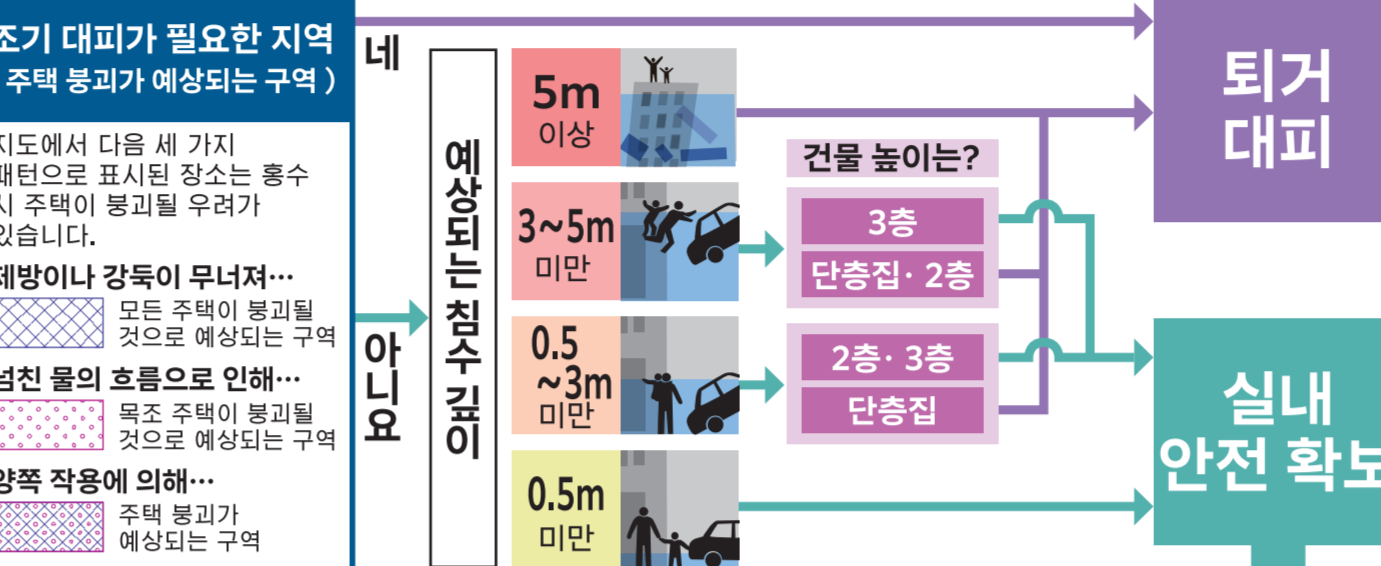 조기 대피가 필요한 지역
주택 붕괴가 예상되는 구역 )
지도에서 다음 세 가지
패턴으로 표시된 장소는 홍수
시 주택이 붕괴될 우려가
있습니다.
제방이나 강둑이 무너져…
모든 주택이 붕괴될
것으로 예상되는 구역
넘친 물의 흐름으로 인해…
목조 주택이 붕괴될
것으로 예상되는 구역
양쪽 작용에 의해…
주택 붕괴가
예상되는 구역
네
아니요
예상되는 침수 깊이
5m
이상
3~5m
미만
0.5
~3m
미만
0.5m
미만
건물 높이는?
3층
단층집· 2층
2층· 3층
단층집
퇴거
대피
실내
안전 확보